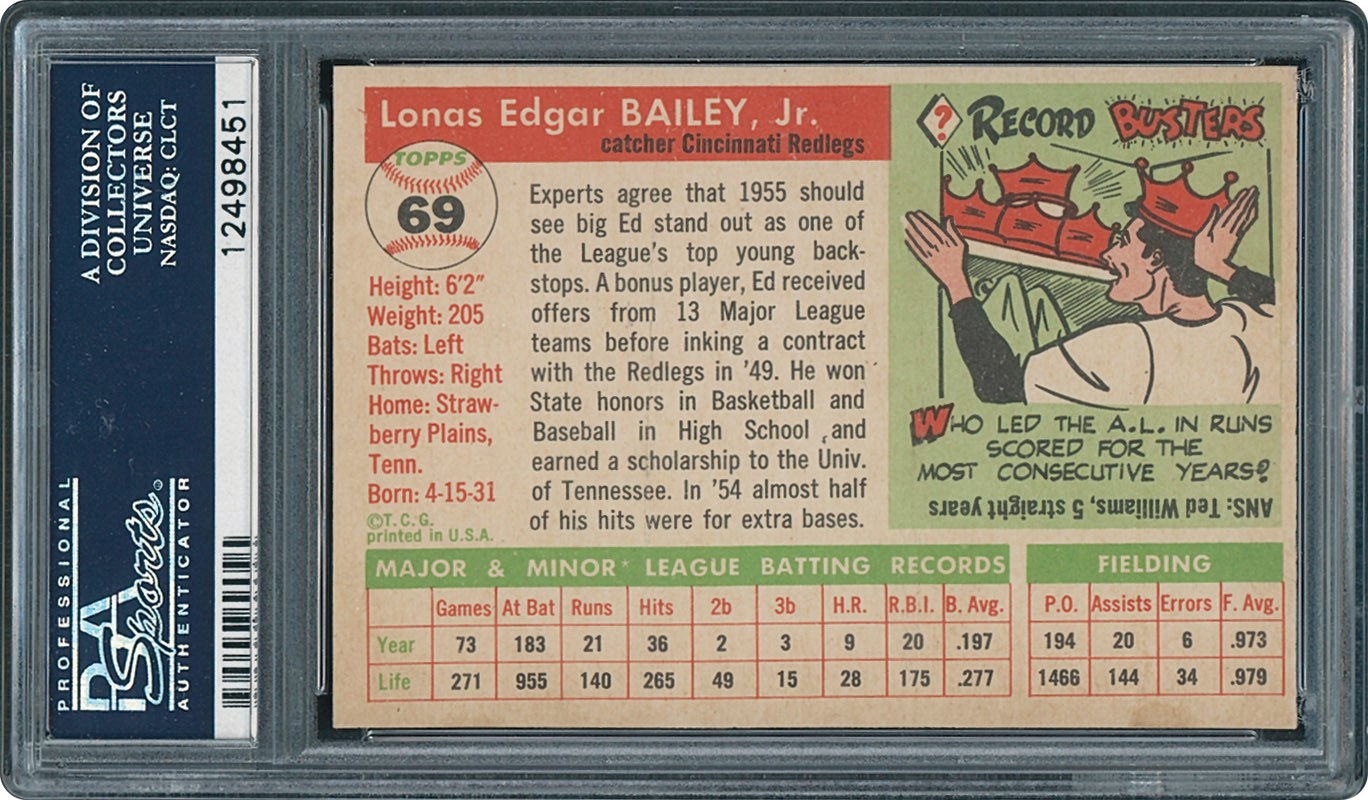 A DIVISION OF
COLLECTORS
UNIVERSE
NASDAQ: CLCT
12498451
PROFESSIONAL
PSA
Sports
AUTHENTICATOR
Lonas Edgar BAILEY, Jr.
catcher Cincinnati Redlegs
TOPPS
69
Height: 6'2"
Weight: 205
Bats: Left
Throws: Right
Home: Straw-
berry Plains,
Tenn.
Born: 4-15-31
©T.C.G.
printed in U.S.A.
Experts agree that 1955 should
see big Ed stand out as one of
the League's top young back-
stops. A bonus player, Ed received
offers from 13 Major League
teams before inking a contract
with the Redlegs in '49. He won
State honors in Basketball and
Baseball in High School and
earned a scholarship to the Univ.
of Tennessee. In '54 almost half
of his hits were for extra bases.
? RECORD BUSTERS
WHO LED THE A.L. IN RUNS
SCORED FOR THE
MOST CONSECUTIVE YEARS?
ANS: Ted Williams, 5 straight years
MAJOR & MINOR LEAGUE BATTING RECORDS FIELDING
Games At Bat Runs Hits 2b 3b H.R. R.B.I. B. Avg. P.O. Assists Errors F. Avg.
Year 73 183 21 36 2 3 9 20 .197 194 20 6 .973
Life 271 955 140 265 49 15 28 175 .277 1466 144 34 .979